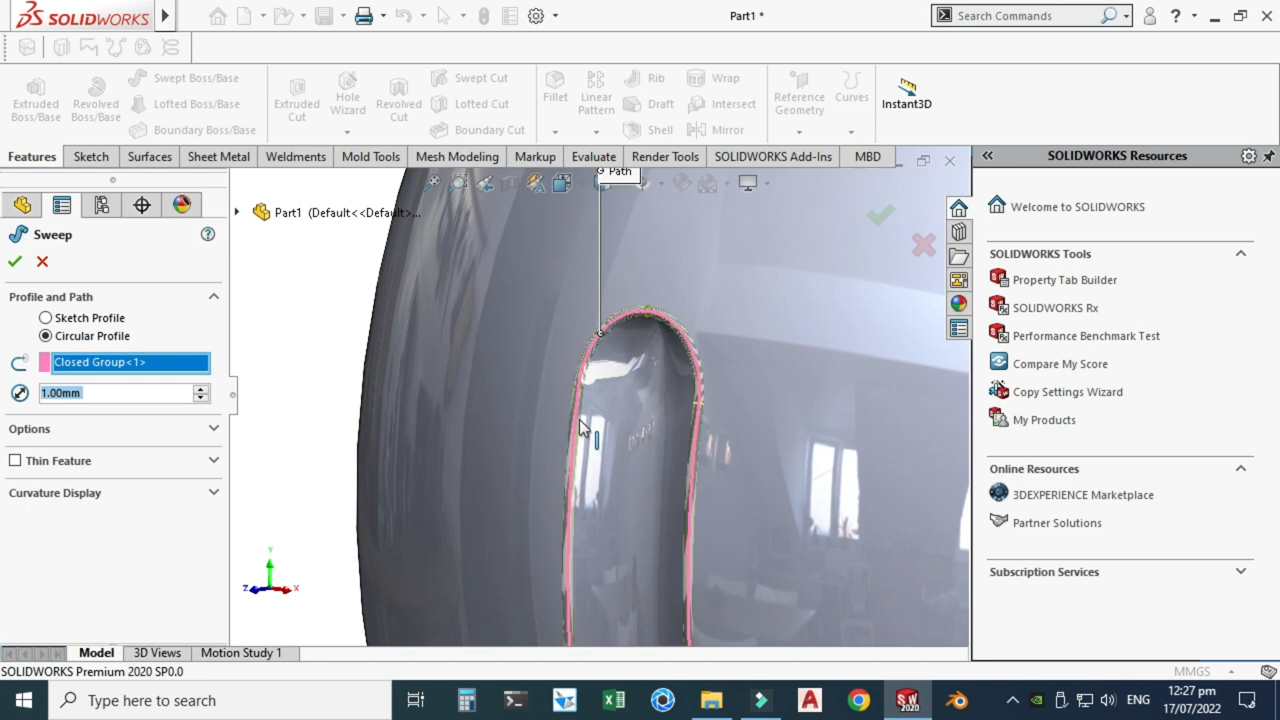 SOLIDWORKS
Part1 *
Search Commands
Extruded Boss/Base
Revolved Boss/Base
Swept Boss/Base
Lofted Boss/Base
Boundary Boss/Base
Extruded Cut
Hole Wizard
Revolved Cut
Swept Cut
Lofted Cut
Boundary Cut
Fillet
Linear Pattern
Rib
Draft
Shell
Wrap
Intersect
Mirror
Reference Geometry
Curves
Instant3D
Features
Sketch
Surfaces
Sheet Metal
Weldments
Mold Tools
Mesh Modeling
Markup
Evaluate
Render Tools
SOLIDWORKS Add-Ins
MBD
SOLIDWORKS Resources
Path
Part1 (Default<<Default>...
Sweep
Profile and Path
Sketch Profile
Circular Profile
Closed Group<1>
1.00mm
Options
Thin Feature
Curvature Display
Y
Z
X
Welcome to SOLIDWORKS
SOLIDWORKS Tools
Property Tab Builder
SOLIDWORKS Rx
Performance Benchmark Test
Compare My Score
Copy Settings Wizard
My Products
Online Resources
3DEXPERIENCE Marketplace
Partner Solutions
Subscription Services
Model
3D Views
Motion Study 1
SOLIDWORKS Premium 2020 SP0.0
MMGS
Type here to search
SW
2020
ENG
12:27 pm
17/07/2022